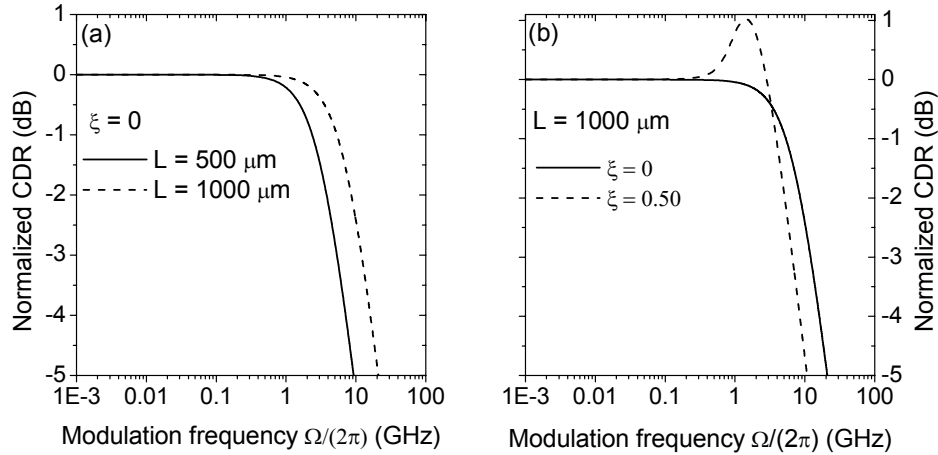 (a)
1
0
-1
-2
-3
-4
-5
Normalized CDR (dB)
ξ = 0
L = 500 μm
L = 1000 μm
1E-3 0.01 0.1 1 10 100
Modulation frequency Ω/(2π) (GHz)
(b)
1
0
-1
-2
-3
-4
-5
Normalized CDR (dB)
L = 1000 μm
ξ = 0
ξ = 0.50
1E-3 0.01 0.1 1 10 100
Modulation frequency Ω/(2π) (GHz)